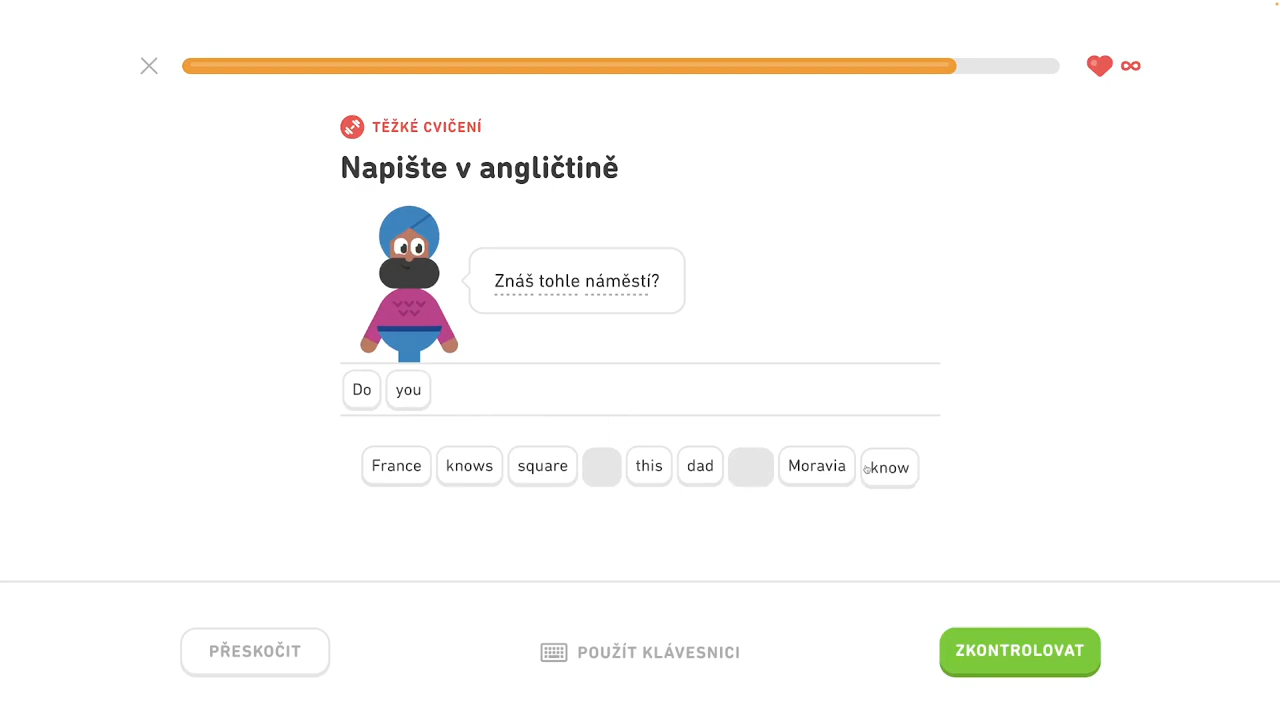 TĚŽKÉ CVIČENÍ
Napište v angličtině
Znáš tohle náměstí?
Do you
France knows square this dad Moravia know
PŘESKOČIT POUŽÍT KLÁVESNICI ZKONTROLOVAT